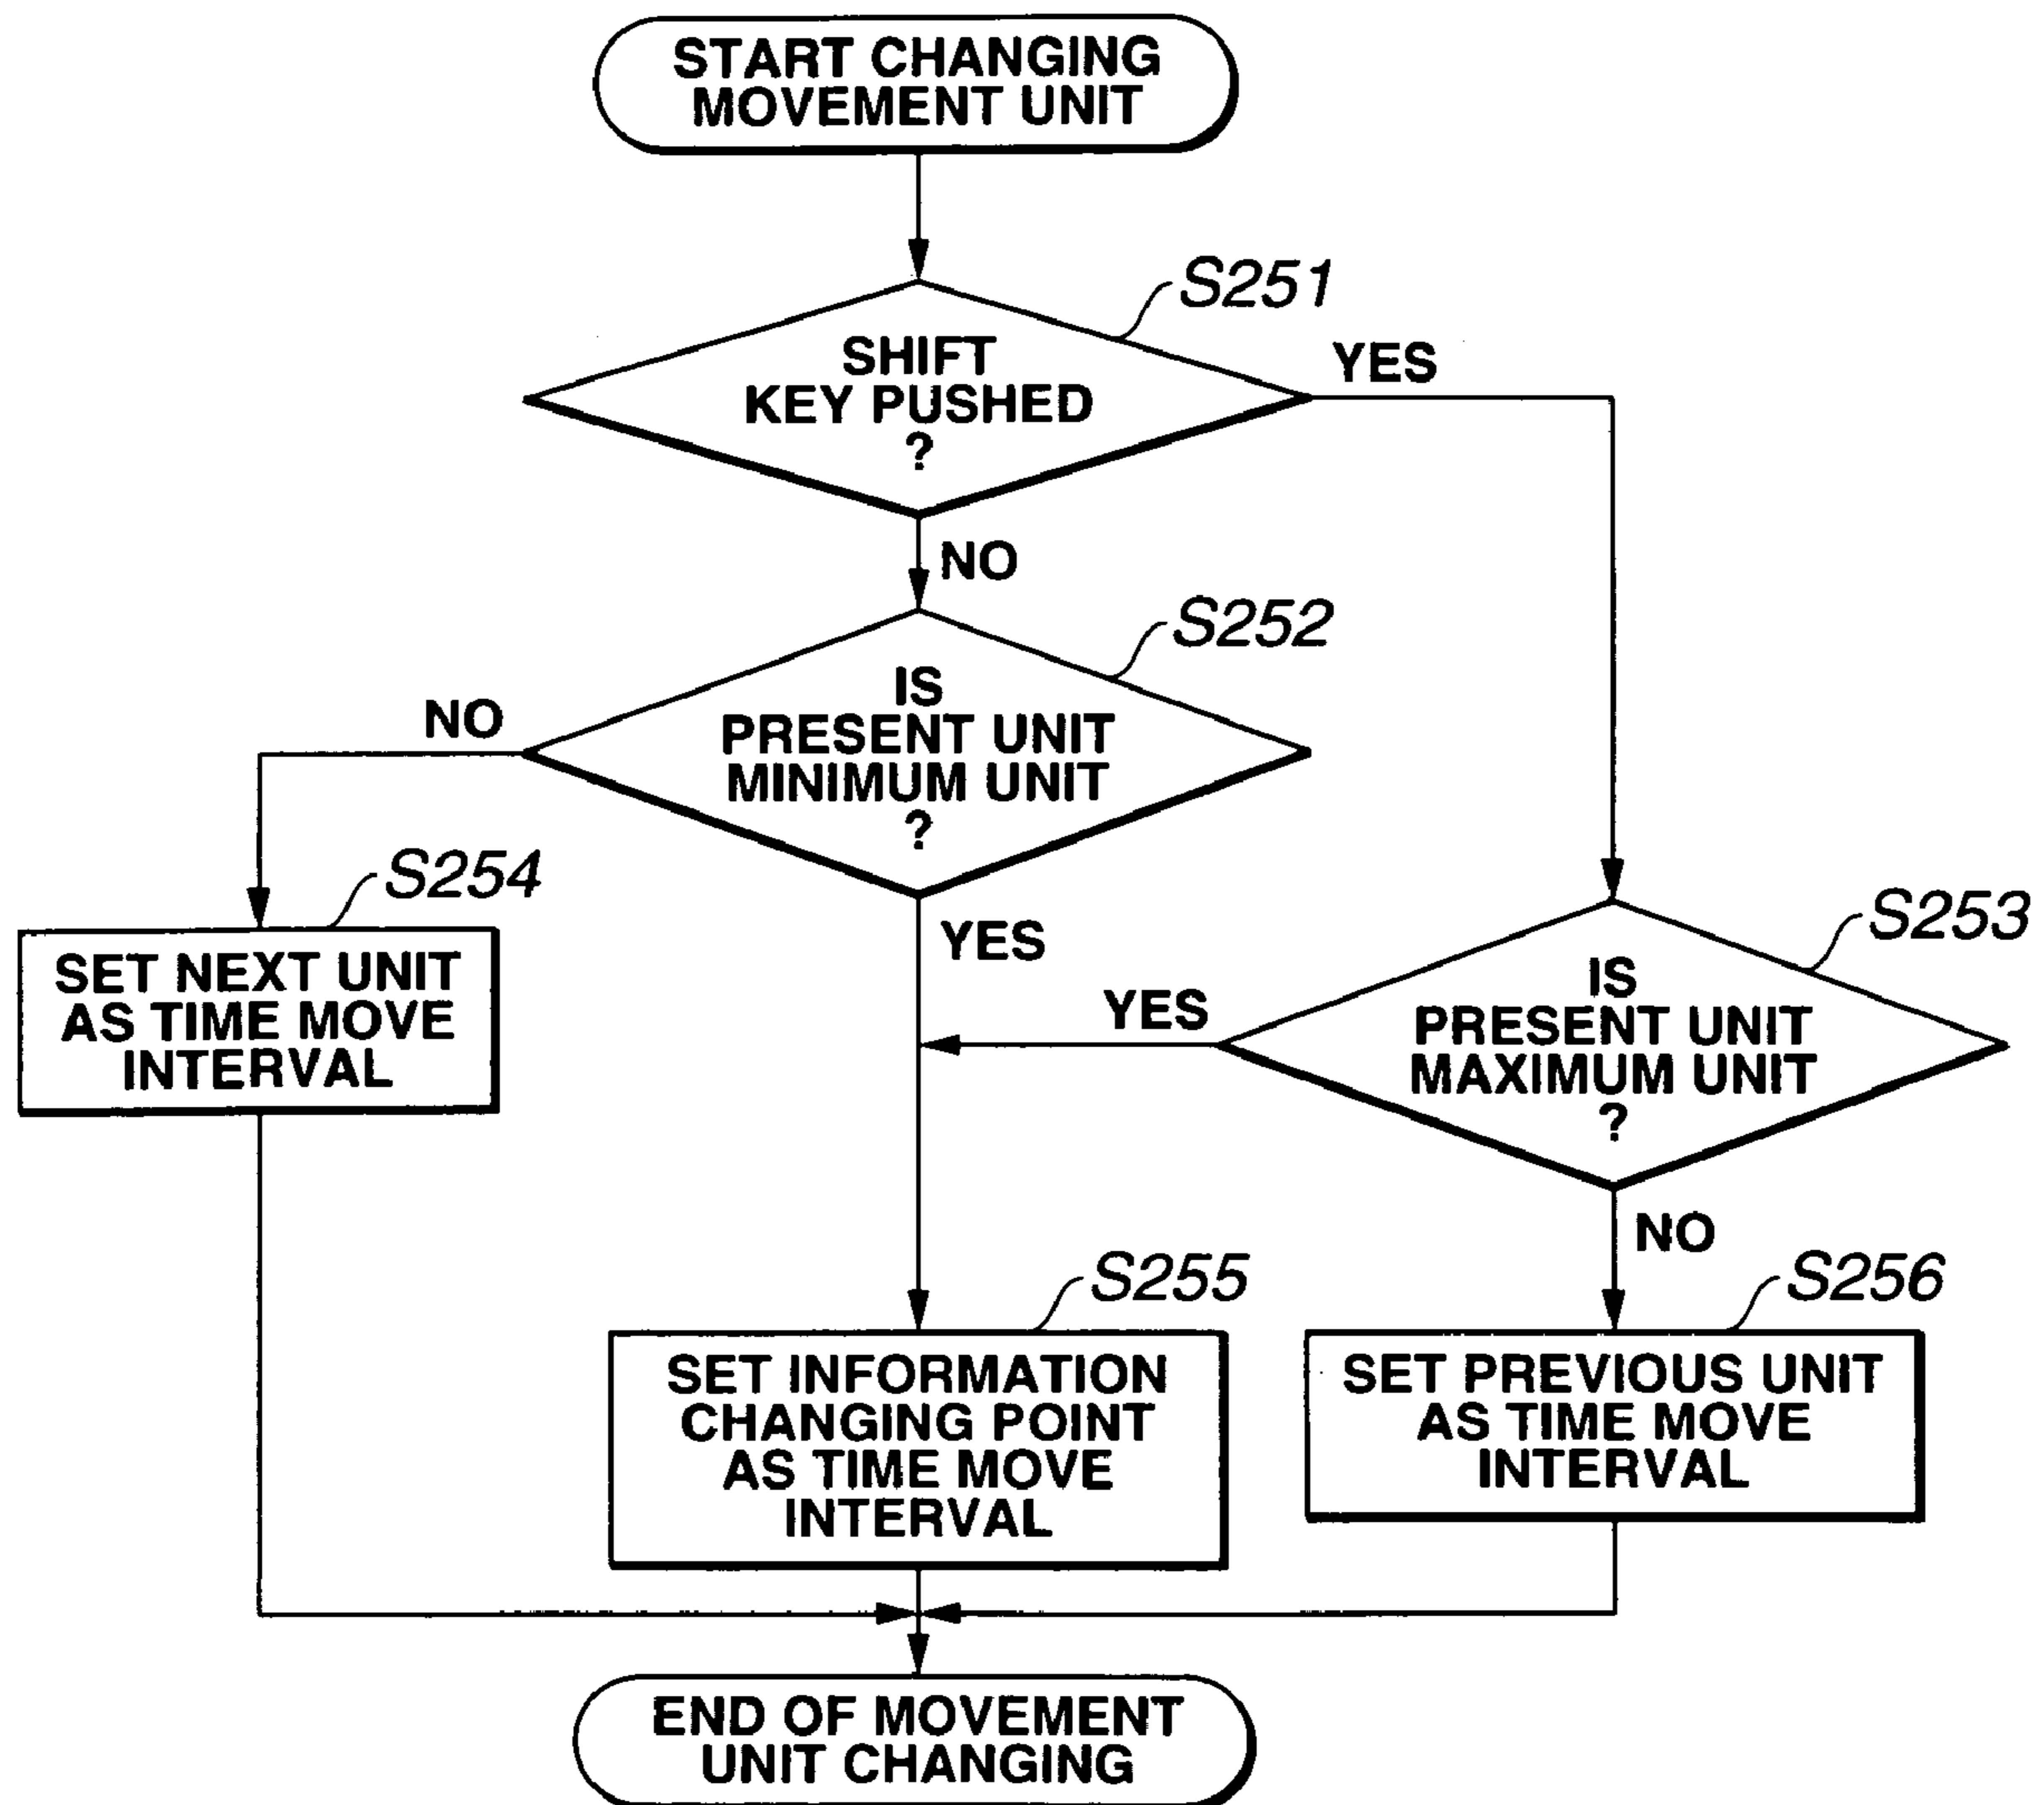 START CHANGING
MOVEMENT UNIT
S251
SHIFT
KEY PUSHED
?
YES
NO
S252
IS
PRESENT UNIT
MINIMUM UNIT
?
NO
YES
S254
SET NEXT UNIT
AS TIME MOVE
INTERVAL
S253
IS
PRESENT UNIT
MAXIMUM UNIT
?
YES
NO
S255
SET INFORMATION
CHANGING POINT
AS TIME MOVE
INTERVAL
S256
SET PREVIOUS UNIT
AS TIME MOVE
INTERVAL
END OF MOVEMENT
UNIT CHANGING